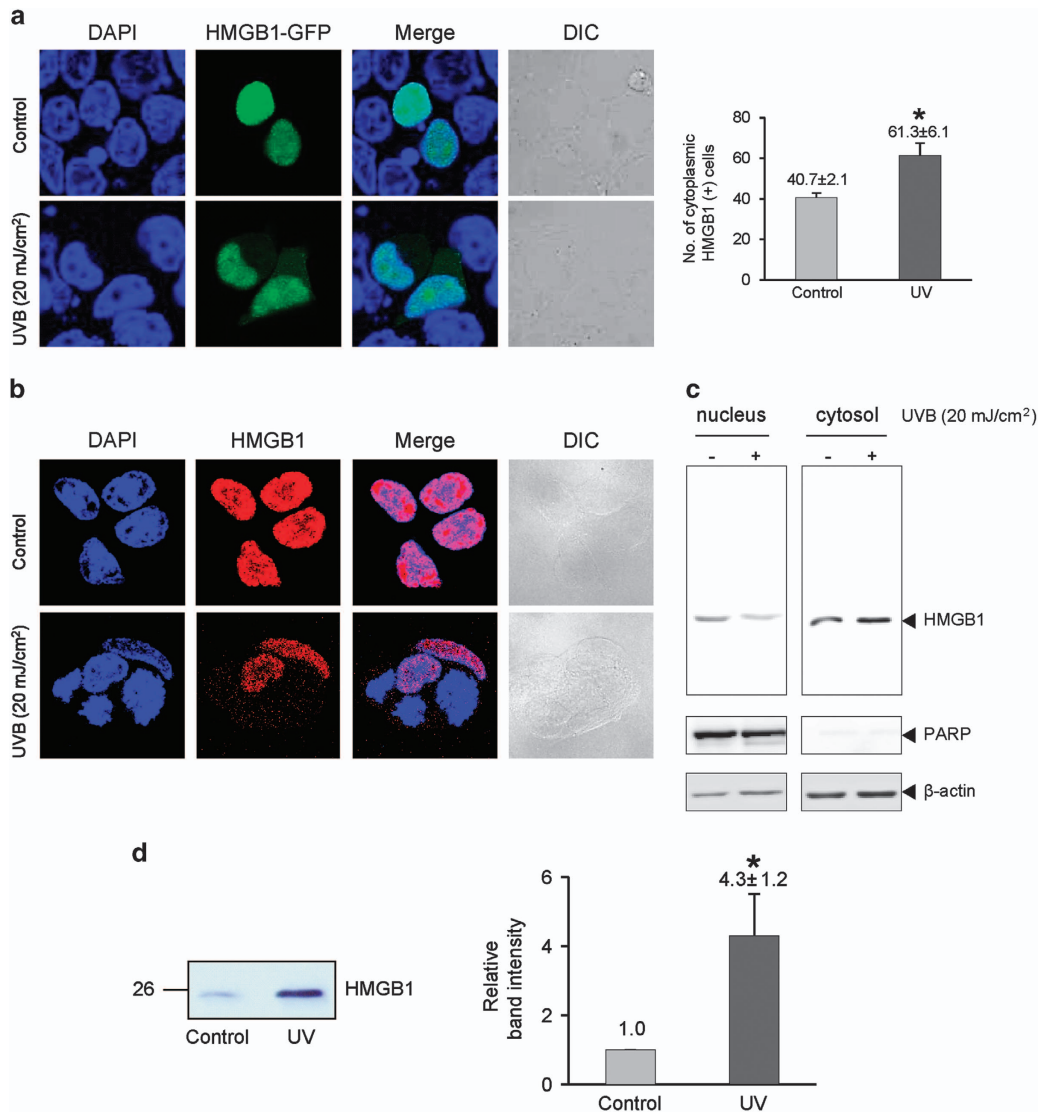 a
DAPI HMGB1-GFP Merge DIC
Control
UVB (20 mJ/cm²)
No. of cytoplasmic
HMGB1 (+) cells
80
60
40
20
0
40.7±2.1
*
61.3±6.1
Control UV
b
DAPI HMGB1 Merge DIC
Control
UVB (20 mJ/cm²)
c
nucleus cytosol UVB (20 mJ/cm²)
- + - +
HMGB1
PARP
β-actin
d
26
HMGB1
Control UV
Relative
band intensity
6
4
2
0
1.0
*
4.3±1.2
Control UV